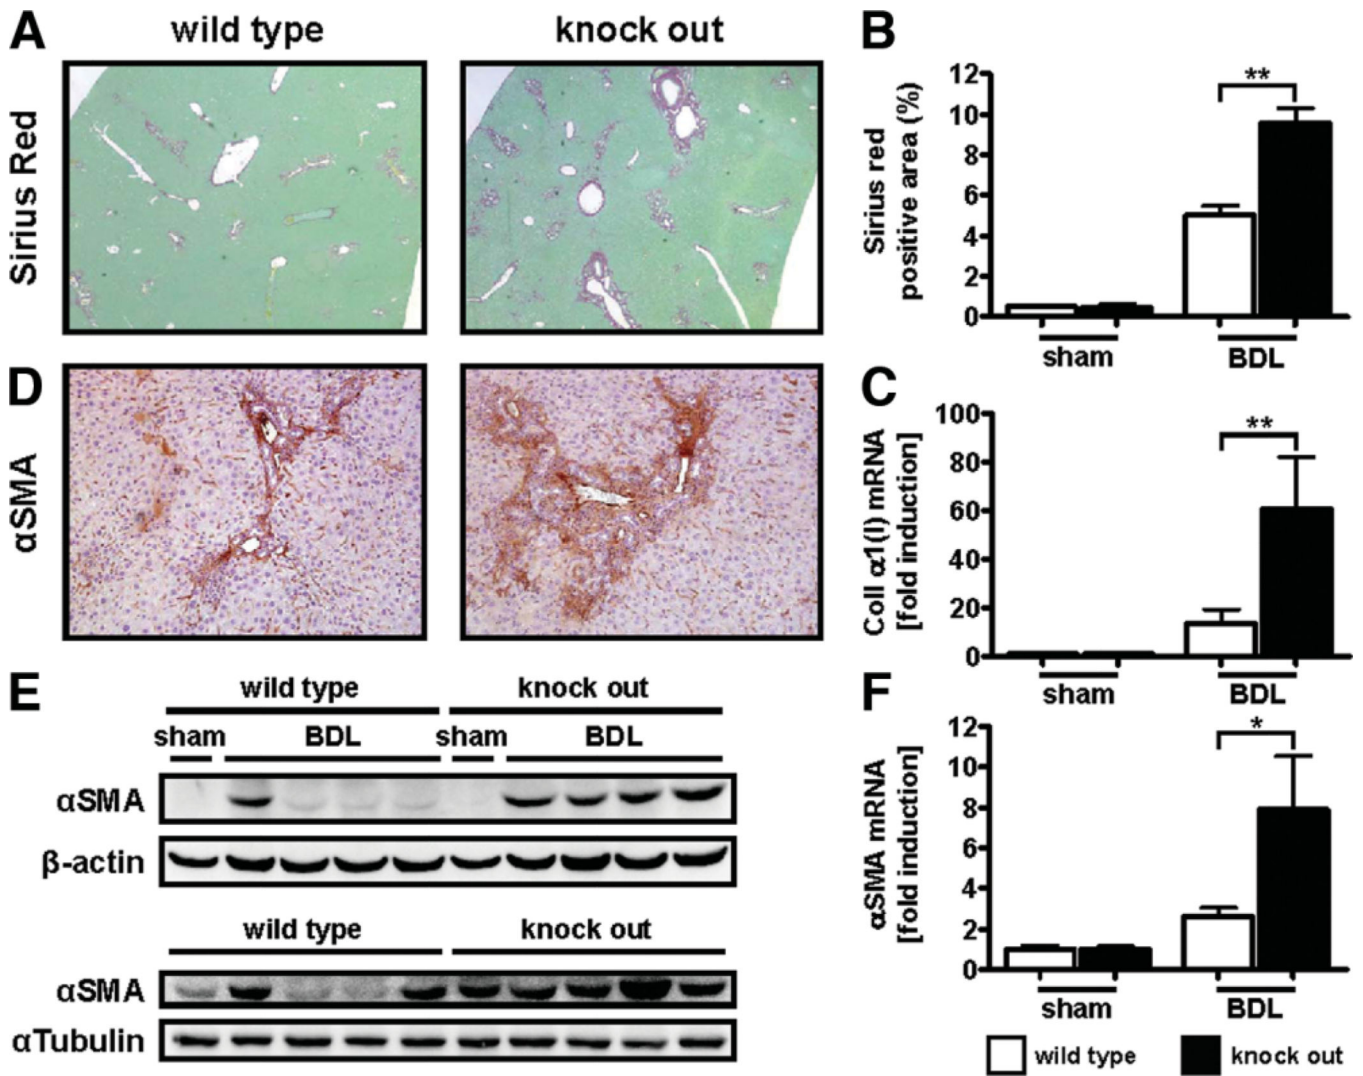 A
wild type
knock out
Sirius Red
B
12
10
8
6
4
2
0
Sirius red
positive area (%)
**
sham
BDL
D
αSMA
C
100
80
60
40
20
0
Coll α1(I) mRNA
[fold induction]
**
sham
BDL
E
wild type
knock out
sham
BDL
sham
BDL
αSMA
β-actin
wild type
knock out
αSMA
αTubulin
F
12
10
8
6
4
2
0
αSMA mRNA
[fold induction]
*
sham
BDL
wild type
knock out